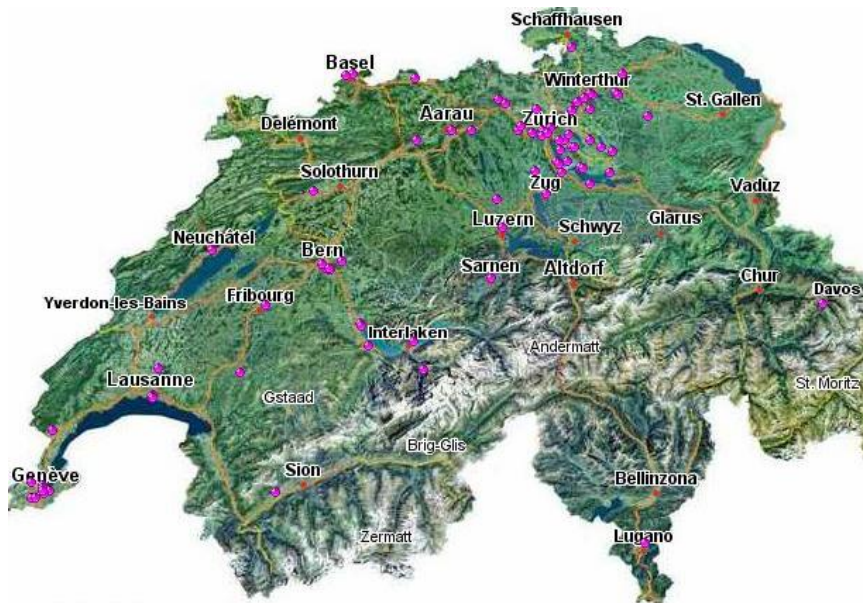 Schaffhausen
Basel
Winterthur
Aarau
Zürich
St. Gallen
Delémont
Solothurn
Zug
Vaduz
Luzern
Schwyz
Glarus
Neuchâtel
Bern
Sarnen
Altdorf
Chur
Davos
Yverdon-les-Bains
Fribourg
Interlaken
Andermatt
Lausanne
Gstaad
St. Moritz
Brig-Glis
Genève
Sion
Bellinzona
Zermatt
Lugano